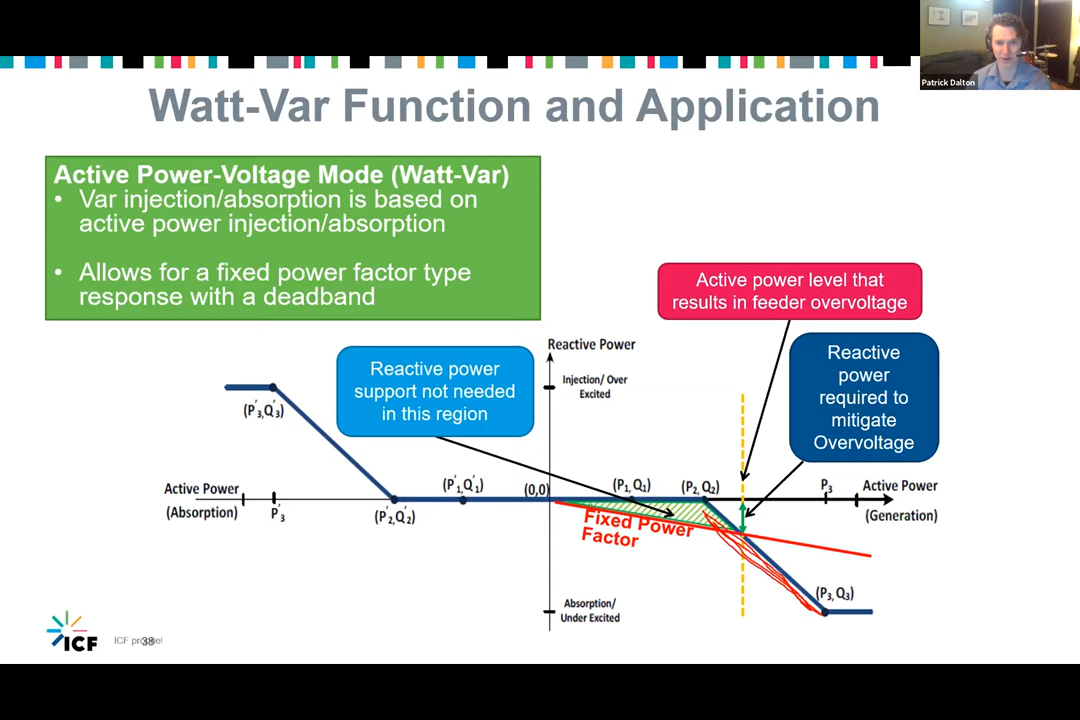 Patrick Dalton
Watt-Var Function and Application
Active Power-Voltage Mode (Watt-Var)
• Var injection/absorption is based on
active power injection/absorption
• Allows for a fixed power factor type
response with a deadband
Active power level that
results in feeder overvoltage
Reactive
power
required to
mitigate
Overvoltage
Reactive power
support not needed
in this region
Reactive Power
Injection/ Over
Excited
(P'3,Q'3)
(P'1,Q'1)
(0,0)
(P1,Q1)
(P2, Q2)
P3
Active Power
(Generation)
Active Power
(Absorption)
P'3
(P'2,Q'2)
Fixed Power
Factor
(P3, Q3)
Absorption/
Under Excited
ICF
38